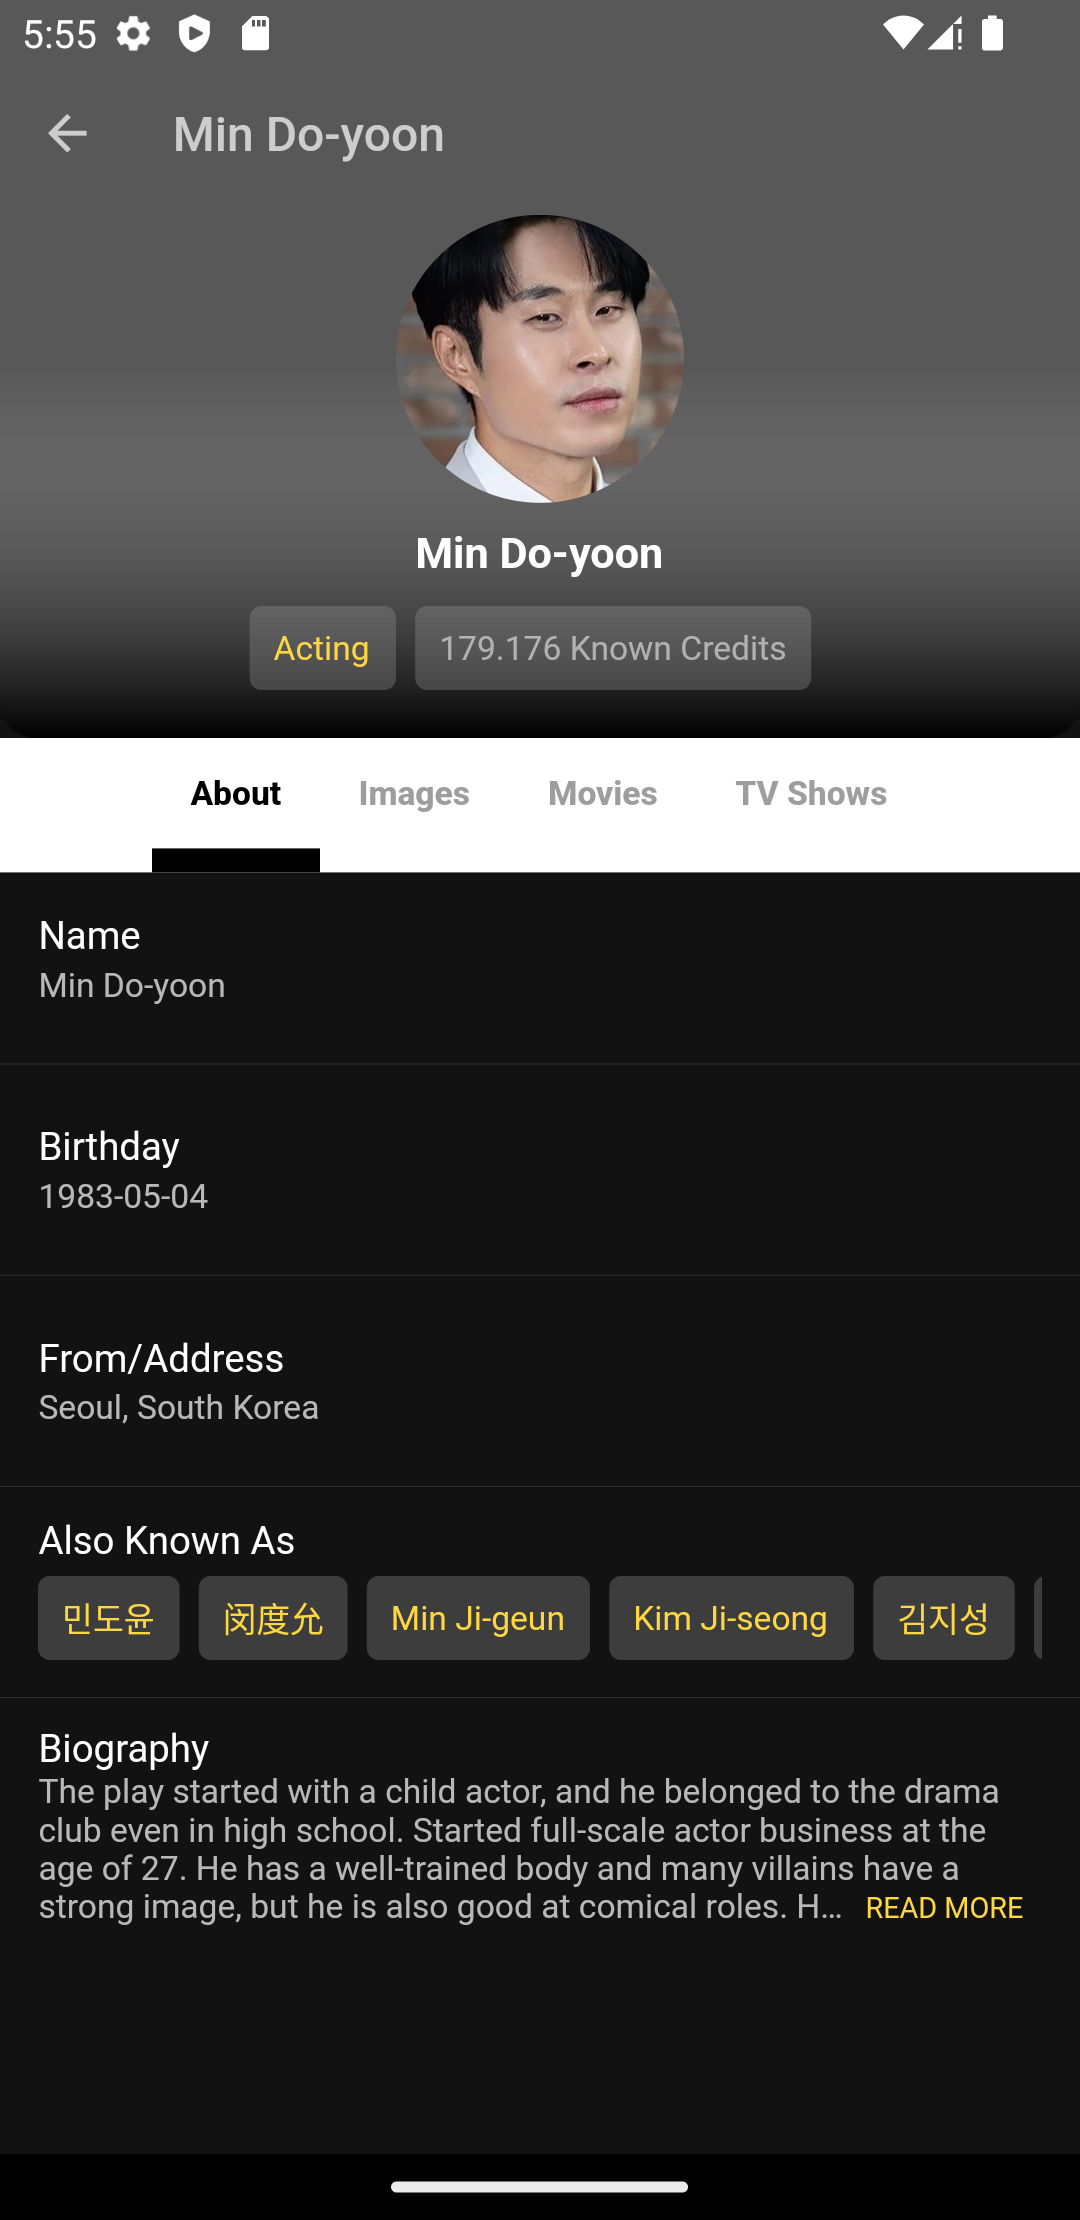 5:55
Min Do-yoon
Min Do-yoon
Acting
179.176 Known Credits
About
Images
Movies
TV Shows
Name
Min Do-yoon
Birthday
1983-05-04
From/Address
Seoul, South Korea
Also Known As
민도윤
闵度允
Min Ji-geun
Kim Ji-seong
김지성
Biography
The play started with a child actor, and he belonged to the drama
club even in high school. Started full-scale actor business at the
age of 27. He has a well-trained body and many villains have a
strong image, but he is also good at comical roles. H... READ MORE